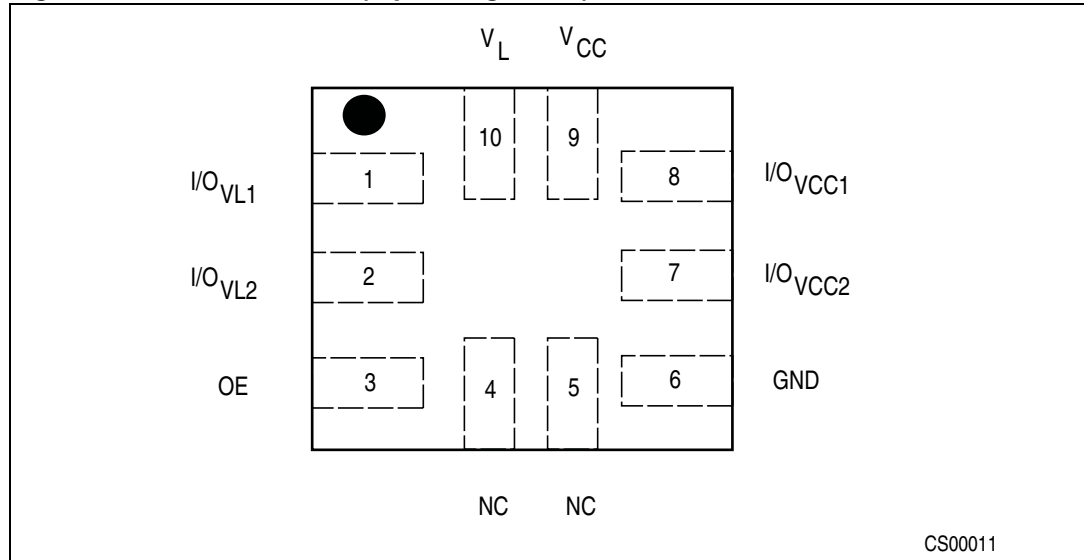 V_L V_CC
10 9
I/O_VL1 1 8 I/O_VCC1
I/O_VL2 2 7 I/O_VCC2
OE 3 4 5 6 GND
NC NC
CS00011